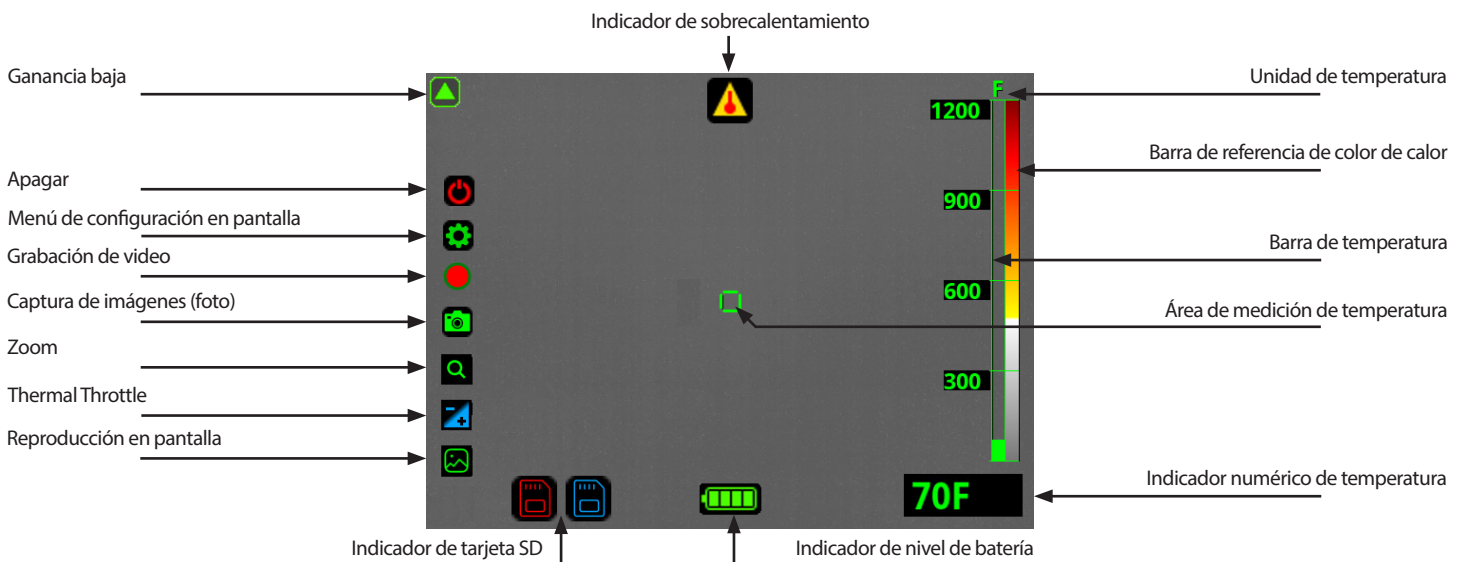 Indicador de sobrecalentamiento
Ganancia baja
Unidad de temperatura
F
1200
Barra de referencia de color de calor
Apagar
900
Menú de configuración en pantalla
Barra de temperatura
Grabación de video
600
Captura de imágenes (foto)
Área de medición de temperatura
Zoom
300
Thermal Throttle
Reproducción en pantalla
Indicador numérico de temperatura
70F
Indicador de tarjeta SD
Indicador de nivel de batería